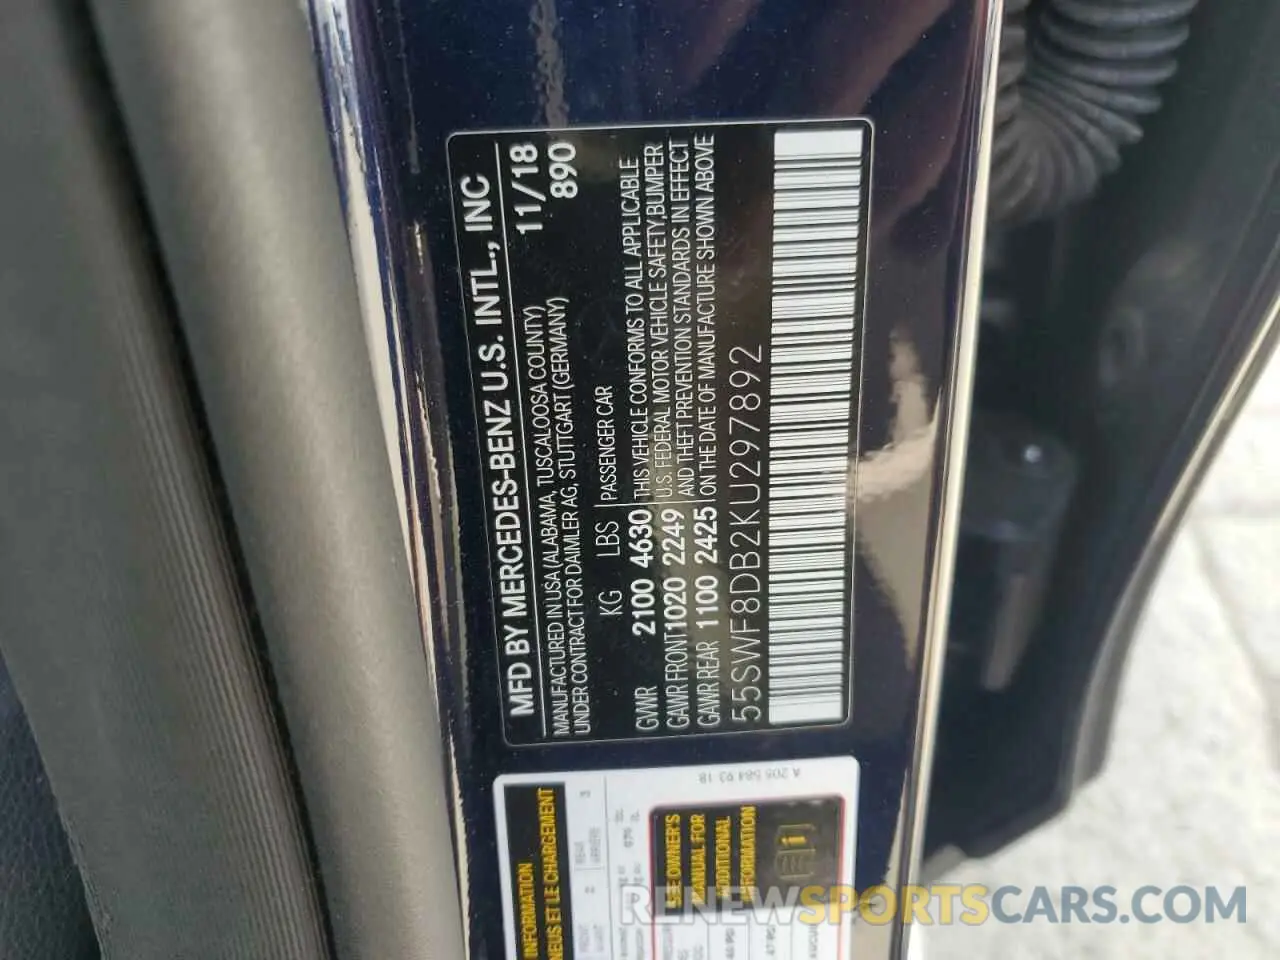 MFD BY MERCEDES-BENZ U.S. INTL., INC
MANUFACTURED IN USA (ALABAMA, TUSCALOOSA COUNTY) 11/18
UNDER CONTRACT FOR DAIMLER AG, STUTTGART (GERMANY) 890
KG LBS PASSENGER CAR
GVWR 2100 4630 THIS VEHICLE CONFORMS TO ALL APPLICABLE
GAWR FRONT 1020 2249 U.S. FEDERAL MOTOR VEHICLE SAFETY, BUMPER
GAWR REAR 1100 2425 AND THEFT PREVENTION STANDARDS IN EFFECT
ON THE DATE OF MANUFACTURE SHOWN ABOVE
55SWF8DB2KU297892
A 205 584 93 18
INFORMATION
NEUS ET LE CHARGEMENT
SEE OWNER'S
MANUAL FOR
ADDITIONAL
INFORMATION
RENEWSPORTSCARS.COM